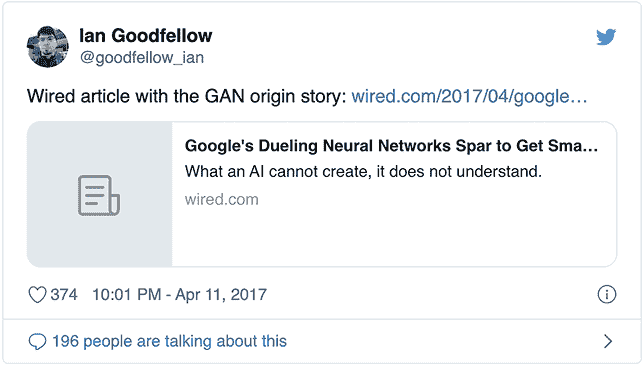 Ian Goodfellow
@goodfellow_ian
Wired article with the GAN origin story: wired.com/2017/04/google…
Google's Dueling Neural Networks Spar to Get Sma…
What an AI cannot create, it does not understand.
wired.com
374 10:01 PM - Apr 11, 2017
196 people are talking about this